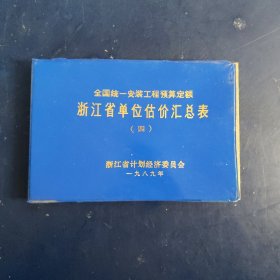 全国统一安装工程预算定额
浙江省单位估价汇总表
（四）
浙江省计划经济委员会
一九八九年